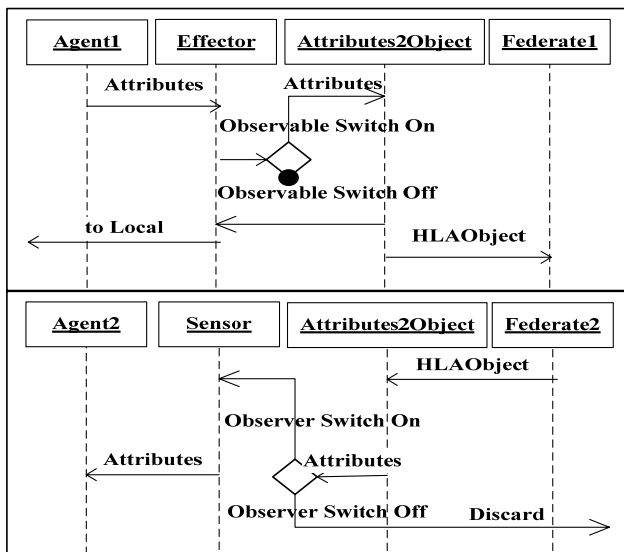 Agent1 Effector Attributes2Object Federate1
Attributes Attributes
Observable Switch On
Observable Switch Off
to Local
HLAObject
Agent2 Sensor Attributes2Object Federate2
HLAObject
Observer Switch On
Attributes Attributes
Observer Switch Off Discard